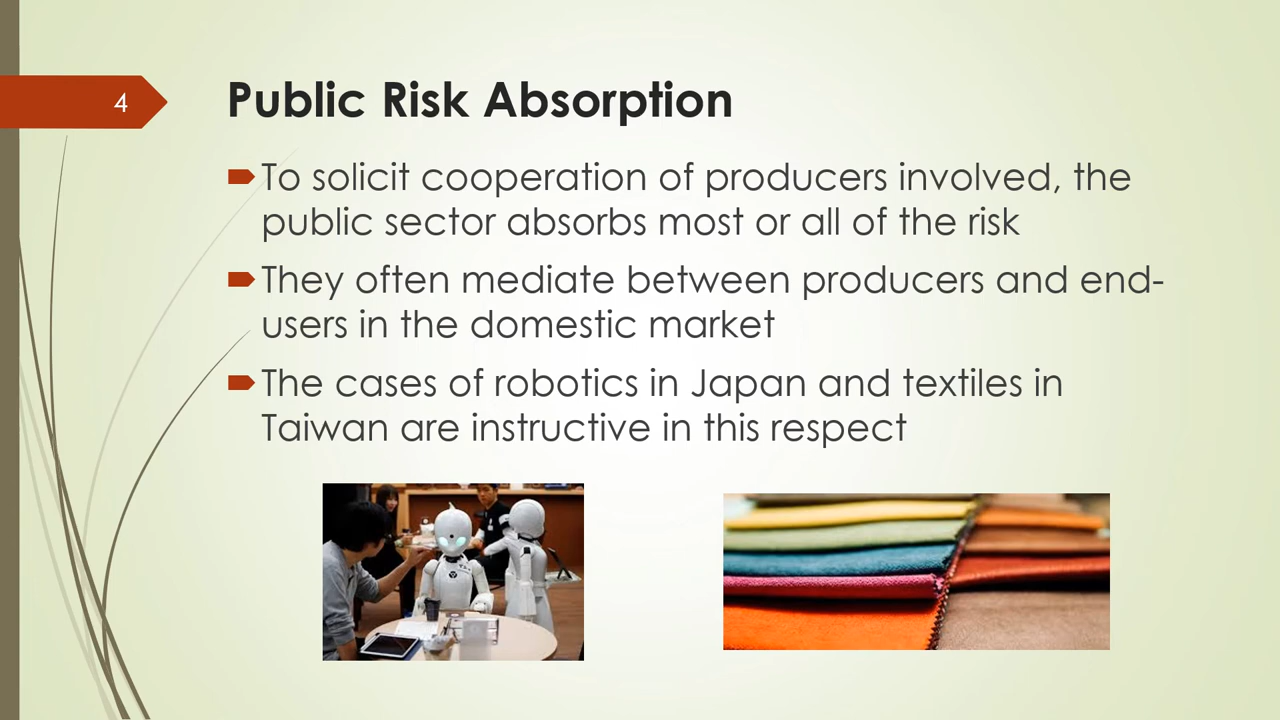 4
Public Risk Absorption
To solicit cooperation of producers involved, the
public sector absorbs most or all of the risk
They often mediate between producers and end-
users in the domestic market
The cases of robotics in Japan and textiles in
Taiwan are instructive in this respect